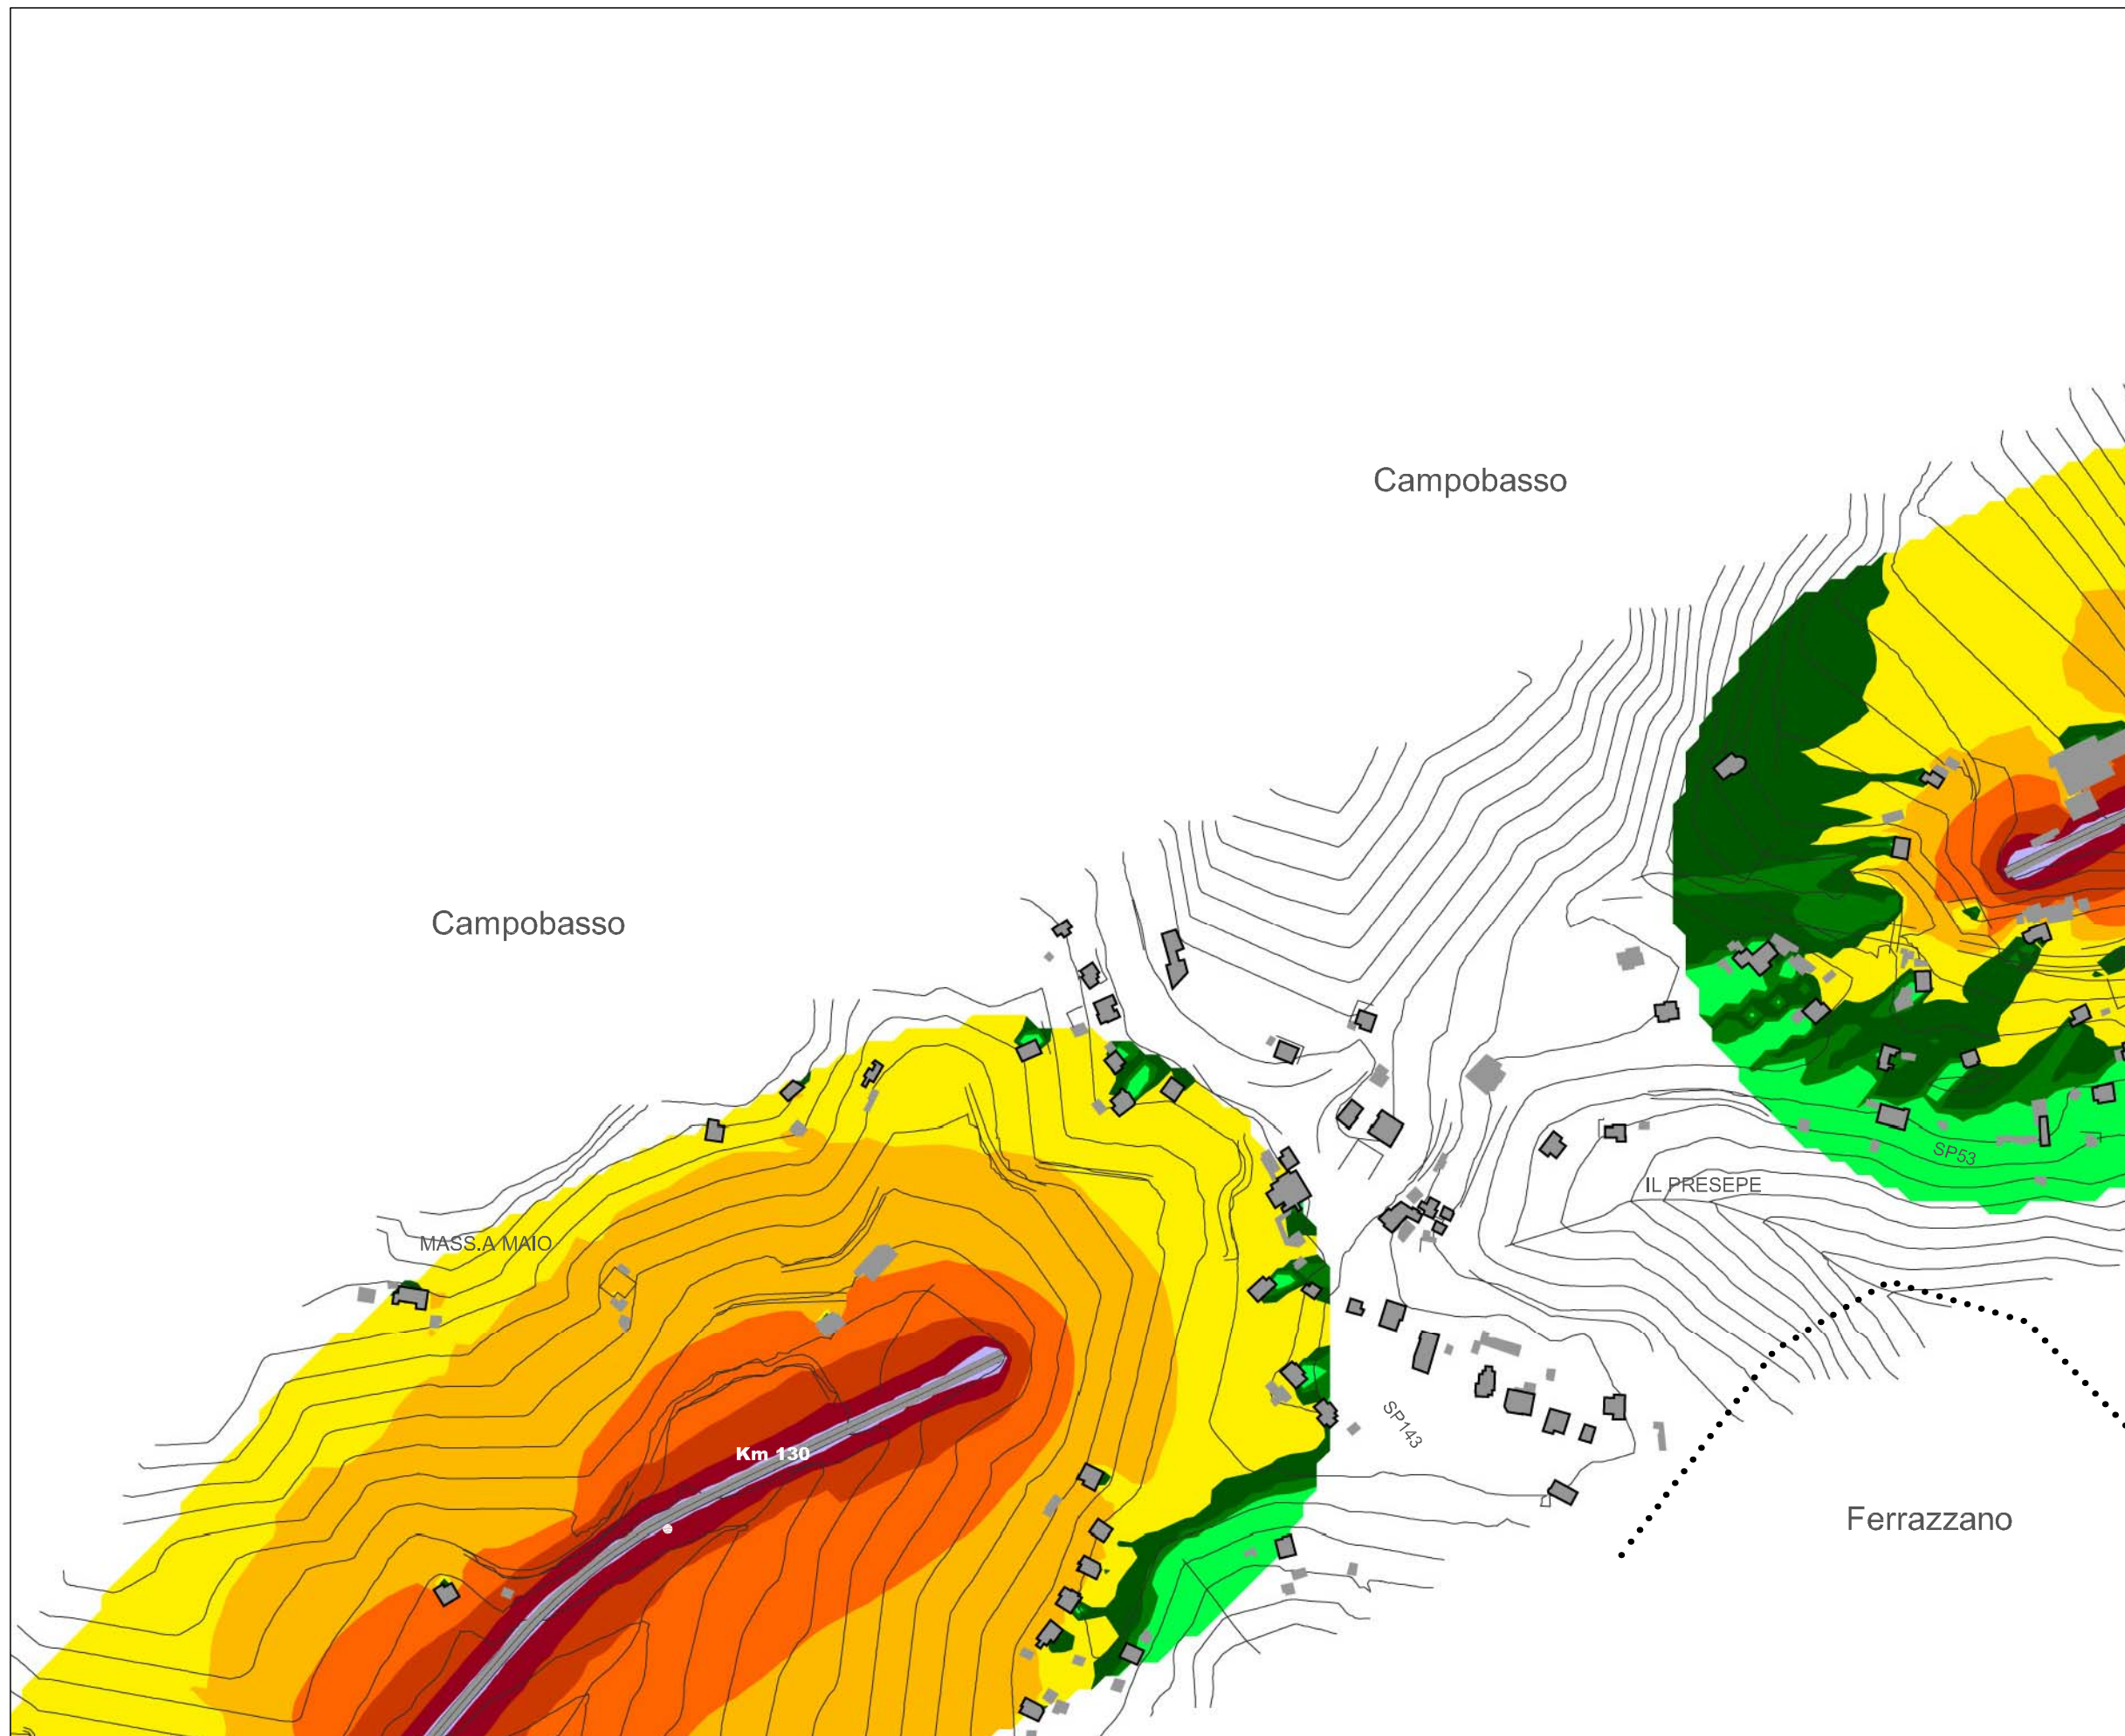 Campobasso
Campobasso
SP53
IL PRESEPE
MASS.A MAIO
SP143
Km 130
Ferrazzano